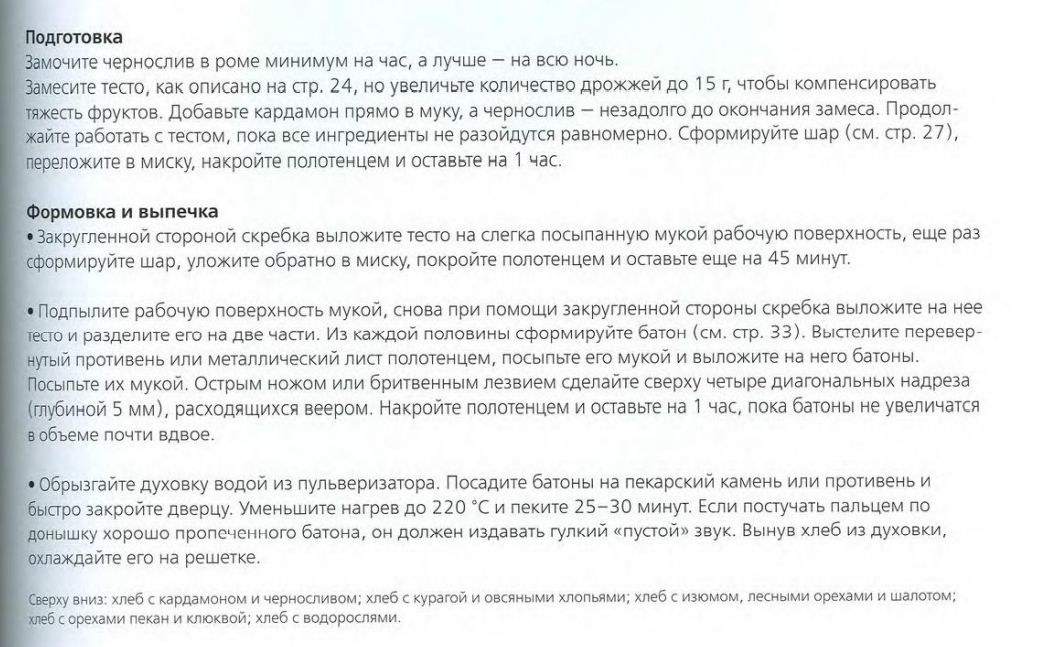 Подготовка
Замочите чернослив в роме минимум на час, а лучше – на всю ночь.
Замесите тесто, как описано на стр. 24, но увеличьте количество дрожжей до 15 г, чтобы компенсировать
тяжесть фруктов. Добавьте кардамон прямо в муку, а чернослив – незадолго до окончания замеса. Продол-
жайте работать с тестом, пока все ингредиенты не разойдутся равномерно. Сформируйте шар (см. стр. 27),
переложите в миску, накройте полотенцем и оставьте на 1 час.
Формовка и выпечка
• Закругленной стороной скребка выложите тесто на слегка посыпанную мукой рабочую поверхность, еще раз
сформируйте шар, уложите обратно в миску, покройте полотенцем и оставьте еще на 45 минут.
• Подпылите рабочую поверхность мукой, снова при помощи закругленной стороны скребка выложите на нее
тесто и разделите его на две части. Из каждой половины сформируйте батон (см. стр. 33). Выстелите перевер-
нутый противень или металлический лист полотенцем, посыпьте его мукой и выложите на него батоны.
Посыпьте их мукой. Острым ножом или бритвенным лезвием сделайте сверху четыре диагональных надреза
(глубиной 5 мм), расходящихся веером. Накройте полотенцем и оставьте на 1 час, пока батоны не увеличатся
в объеме почти вдвое.
• Обрызгайте духовку водой из пульверизатора. Посадите батоны на пекарский камень или противень и
быстро закройте дверцу. Уменьшите нагрев до 220 °С и пеките 25–30 минут. Если постучать пальцем по
донышку хорошо пропеченного батона, он должен издавать гулкий «пустой» звук. Вынув хлеб из духовки,
охлаждайте его на решетке.
Сверху вниз: хлеб с кардамоном и черносливом; хлеб с курагой и овсяными хлопьями; хлеб с изюмом, лесными орехами и шалотом;
хлеб с орехами пекан и клюквой; хлеб с водорослями.